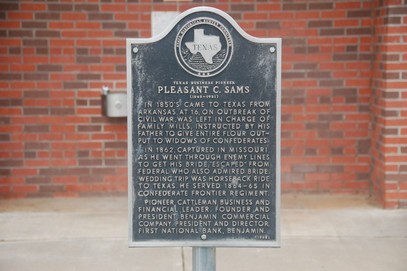 TEXAS
TEXAS BUSINESS PIONEER
PLEASANT C. SAMS
IN 1850'S CAME TO TEXAS FROM
ARKANSAS AT 16. ON OUTBREAK OF
CIVIL WAR, WAS LEFT IN CHARGE OF
FAMILY MILLS, INSTRUCTED BY HIS
FATHER TO GIVE ENTIRE FLOUR OUT-
PUT TO WIDOWS OF CONFEDERATES.
IN 1862, CAPTURED IN MISSOURI
AS HE WENT THROUGH ENEMY LINES
TO GET HIS BRIDE. ESCAPED FROM
FEDERAL WHO ALSO ADMIRED BRIDE.
WEDDING TRIP WAS HORSEBACK RIDE
TO TEXAS. HE SERVED 1864-65 IN
CONFEDERATE FRONTIER REGIMENT.
PIONEER CATTLEMAN, BUSINESS AND
FINANCIAL LEADER. FOUNDER AND
PRESIDENT BENJAMIN COMMERCIAL
COMPANY. PRESIDENT AND DIRECTOR,
FIRST NATIONAL BANK, BENJAMIN.